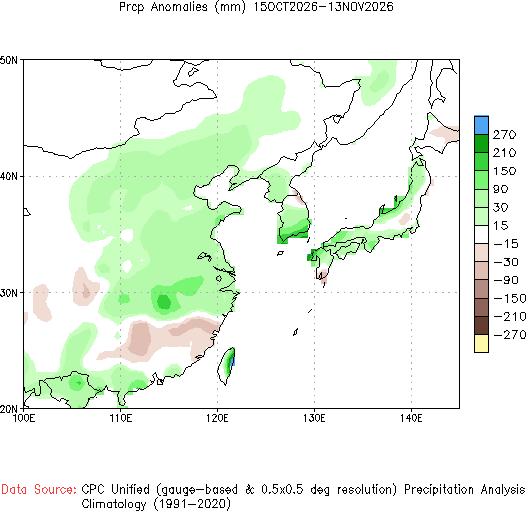 Prcp Anomalies (mm) 15OCT2026-13NOV2026
50N
40N
30N
20N
100E 110E 120E 130E 140E
270
210
150
90
30
15
-15
-30
-90
-150
-210
-270
Data Source: CPC Unified (gauge-based & 0.5x0.5 deg resolution) Precipitation Analysis
Climatology (1991-2020)